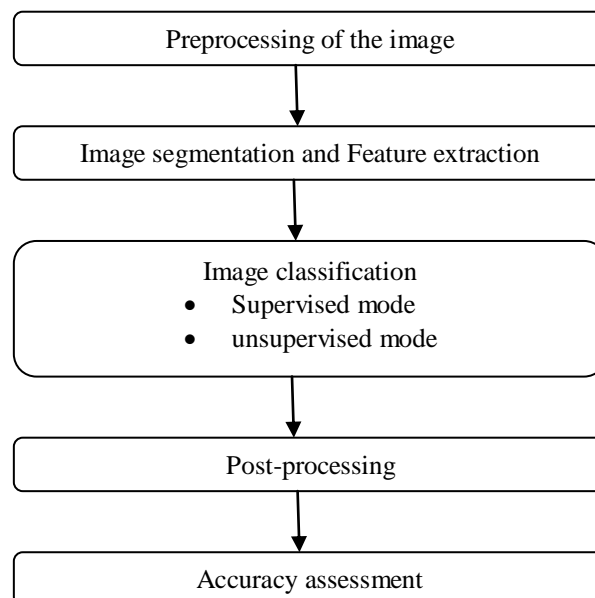 Preprocessing of the image
Image segmentation and Feature extraction
Image classification
• Supervised mode
• unsupervised mode
Post-processing
Accuracy assessment